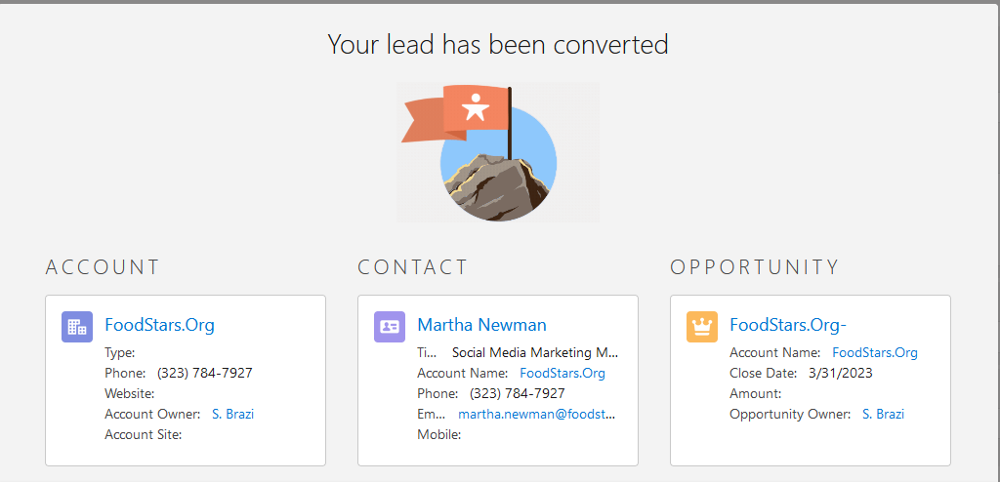 Your lead has been converted
ACCOUNT
FoodStars.Org
Type:
Phone: (323) 784-7927
Website:
Account Owner: S. Brazi
Account Site:
CONTACT
Martha Newman
Ti... Social Media Marketing M...
Account Name: FoodStars.Org
Phone: (323) 784-7927
Em... martha.newman@foodst...
Mobile:
OPPORTUNITY
FoodStars.Org-
Account Name: FoodStars.Org
Close Date: 3/31/2023
Amount:
Opportunity Owner: S. Brazi